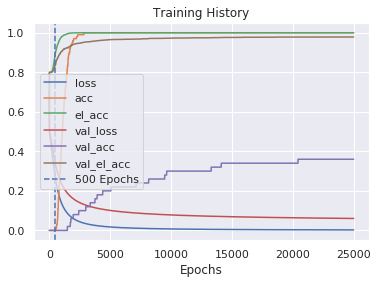 Training History
1.0
0.8
0.6
0.4
0.2
0.0
loss
acc
el_acc
val_loss
val_acc
val_el_acc
500 Epochs
0 5000 10000 15000 20000 25000
Epochs